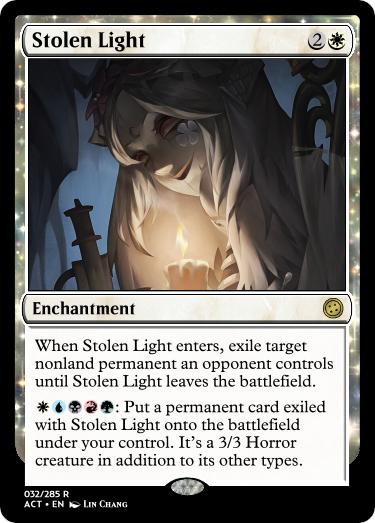 Stolen Light 2
Enchantment
When Stolen Light enters, exile target
nonland permanent an opponent controls
until Stolen Light leaves the battlefield.
: Put a permanent card exiled
with Stolen Light onto the battlefield
under your control. It's a 3/3 Horror
creature in addition to its other types.
032/285 R
ACT • EN Lin Chang